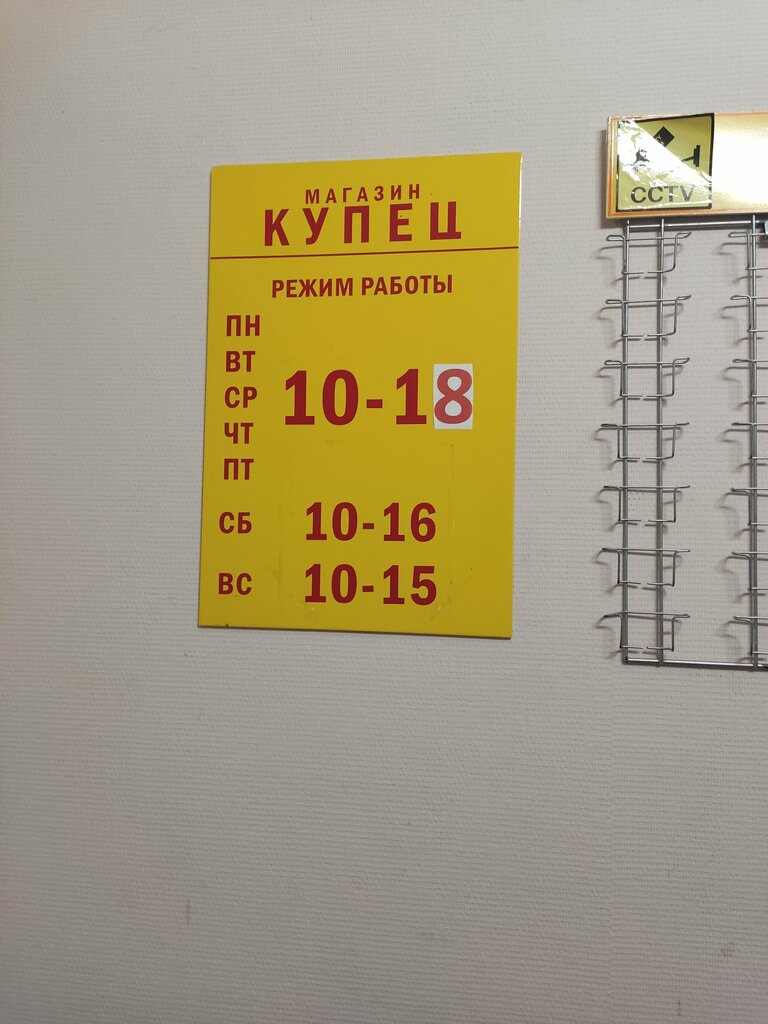 МАГАЗИН
КУПЕЦ
РЕЖИМ РАБОТЫ
ПН
ВТ
СР 10-18
ЧТ
ПТ
СБ 10-16
ВС 10-15
CCTV